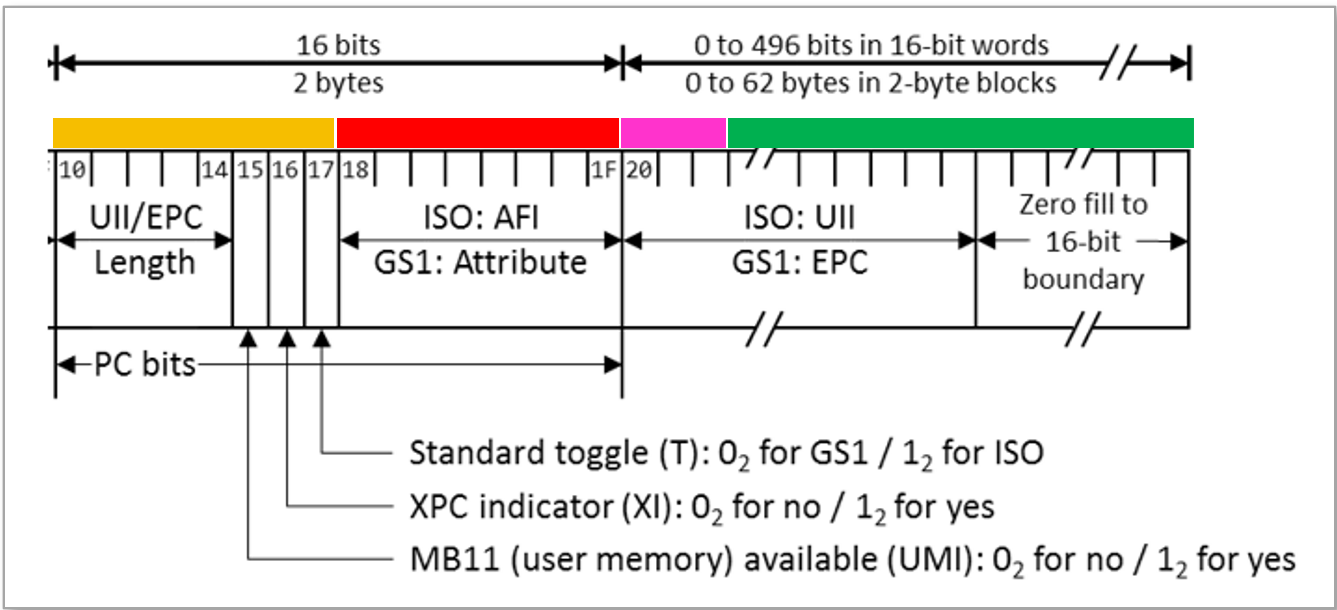 16 bits
2 bytes
0 to 496 bits in 16-bit words
0 to 62 bytes in 2-byte blocks
10 14 15 16 17 18 1F 20
UII/EPC
Length
ISO: AFI
GS1: Attribute
ISO: UII
GS1: EPC
Zero fill to
16-bit
boundary
PC bits
Standard toggle (T): 0₂ for GS1 / 1₂ for ISO
XPC indicator (XI): 0₂ for no / 1₂ for yes
MB11 (user memory) available (UMI): 0₂ for no / 1₂ for yes